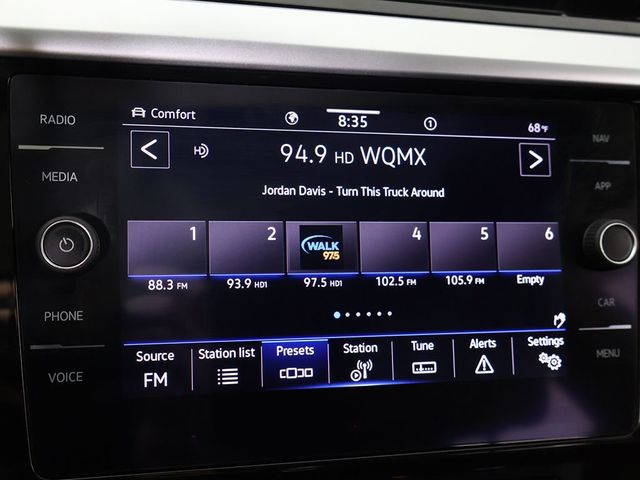 RADIO
MEDIA
PHONE
VOICE
NAV
APP
CAR
MENU
Comfort
8:35
1
68°F
94.9 HD WQMX
HD
Jordan Davis - Turn This Truck Around
1 2 4 5 6
WALK
97.5
88.3 FM 93.9 HD1 97.5 HD1 102.5 FM 105.9 FM Empty
Source Station list Presets Station Tune Alerts Settings
FM